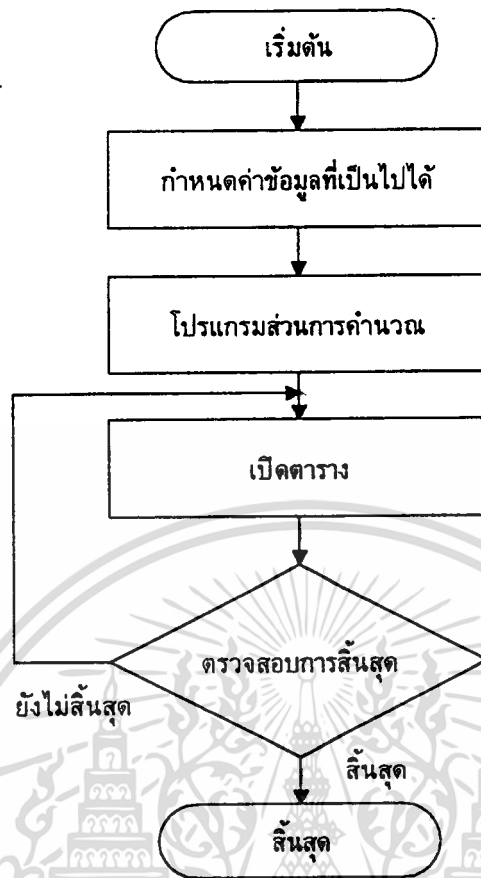 เริ่มต้น
กำหนดค่าข้อมูลที่เป็นไปได้
โปรแกรมส่วนการคำนวณ
เปิดตาราง
ตรวจสอบการสิ้นสุด
ยังไม่สิ้นสุด
สิ้นสุด
สิ้นสุด